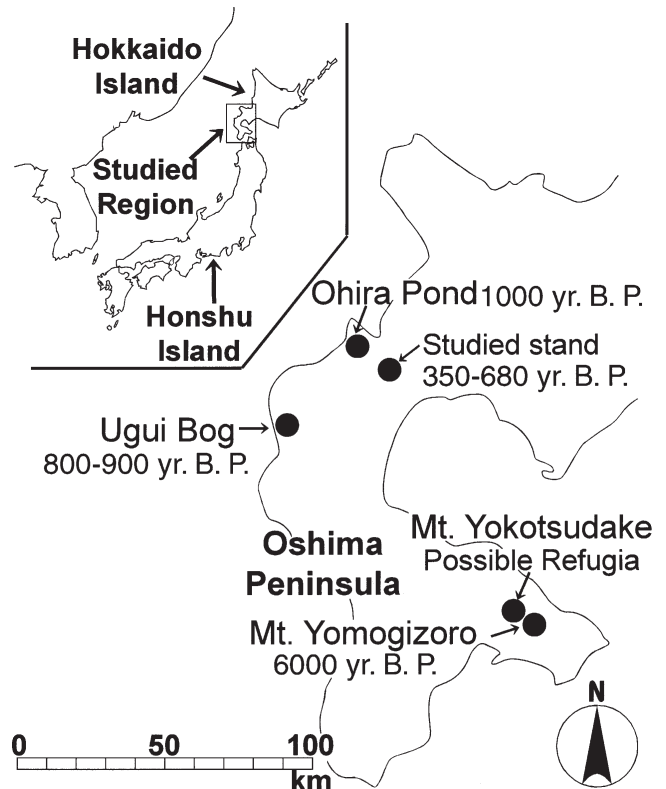 Hokkaido
Island
Studied
Region
Honshu
Island
Ohira Pond 1000 yr. B. P.
Studied stand
350-680 yr. B. P.
Ugui Bog
800-900 yr. B. P.
Mt. Yokotsudake
Possible Refugia
Oshima
Peninsula
Mt. Yomogizoro
6000 yr. B. P.
N
0 50 100
km